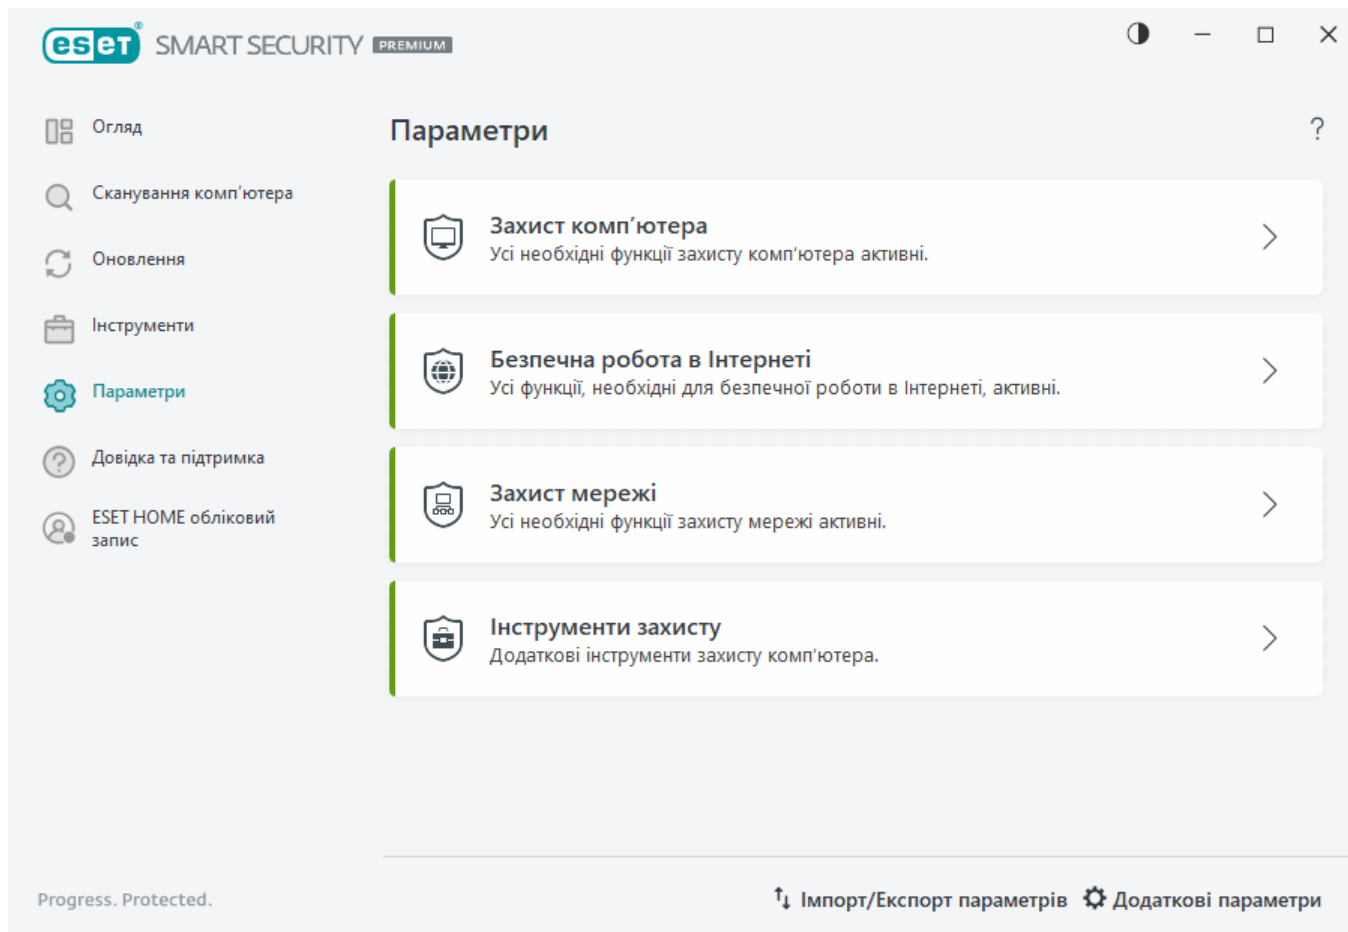 eset® SMART SECURITY PREMIUM
Огляд
Сканування комп'ютера
Оновлення
Інструменти
Параметри
Довідка та підтримка
ESET HOME обліковий
запис
Параметри
?
Захист комп'ютера
Усі необхідні функції захисту комп'ютера активні.
Безпечна робота в Інтернеті
Усі функції, необхідні для безпечної роботи в Інтернеті, активні.
Захист мережі
Усі необхідні функції захисту мережі активні.
Інструменти захисту
Додаткові інструменти захисту комп'ютера.
Progress. Protected.
Імпорт/Експорт параметрів
Додаткові параметри